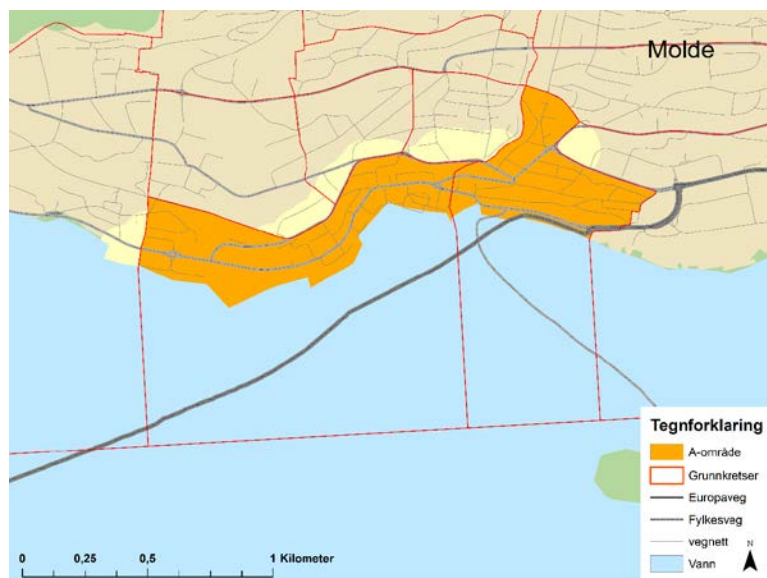 Molde
Tegnforklaring
A-område
Grunnkretser
Europaveg
Fylkesveg
vegnett
Vann
N
0 0,25 0,5 1 Kilometer